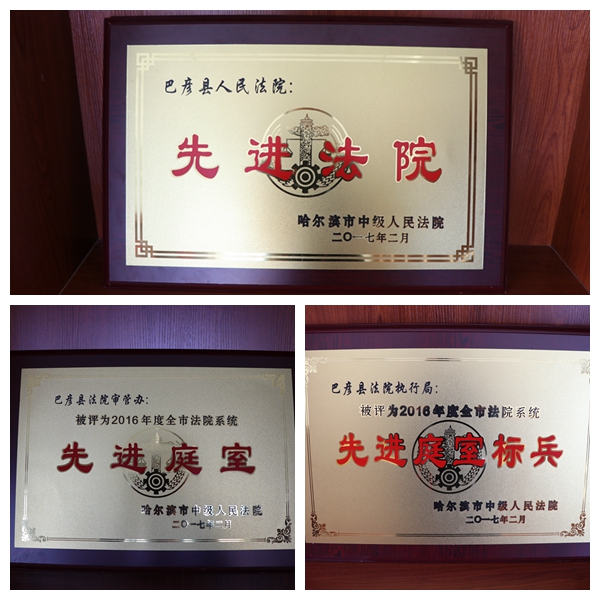 巴彦县人民法院:
先进法院
哈尔滨市中级人民法院
二〇一七年二月
巴彦县法院审管办:
被评为2016年度全市法院系统
先进庭室
哈尔滨市中级人民法院
二〇一七年二月
巴彦县法院执行局:
被评为2016年度全市法院系统
先进庭室标兵
哈尔滨市中级人民法院
二〇一七年二月